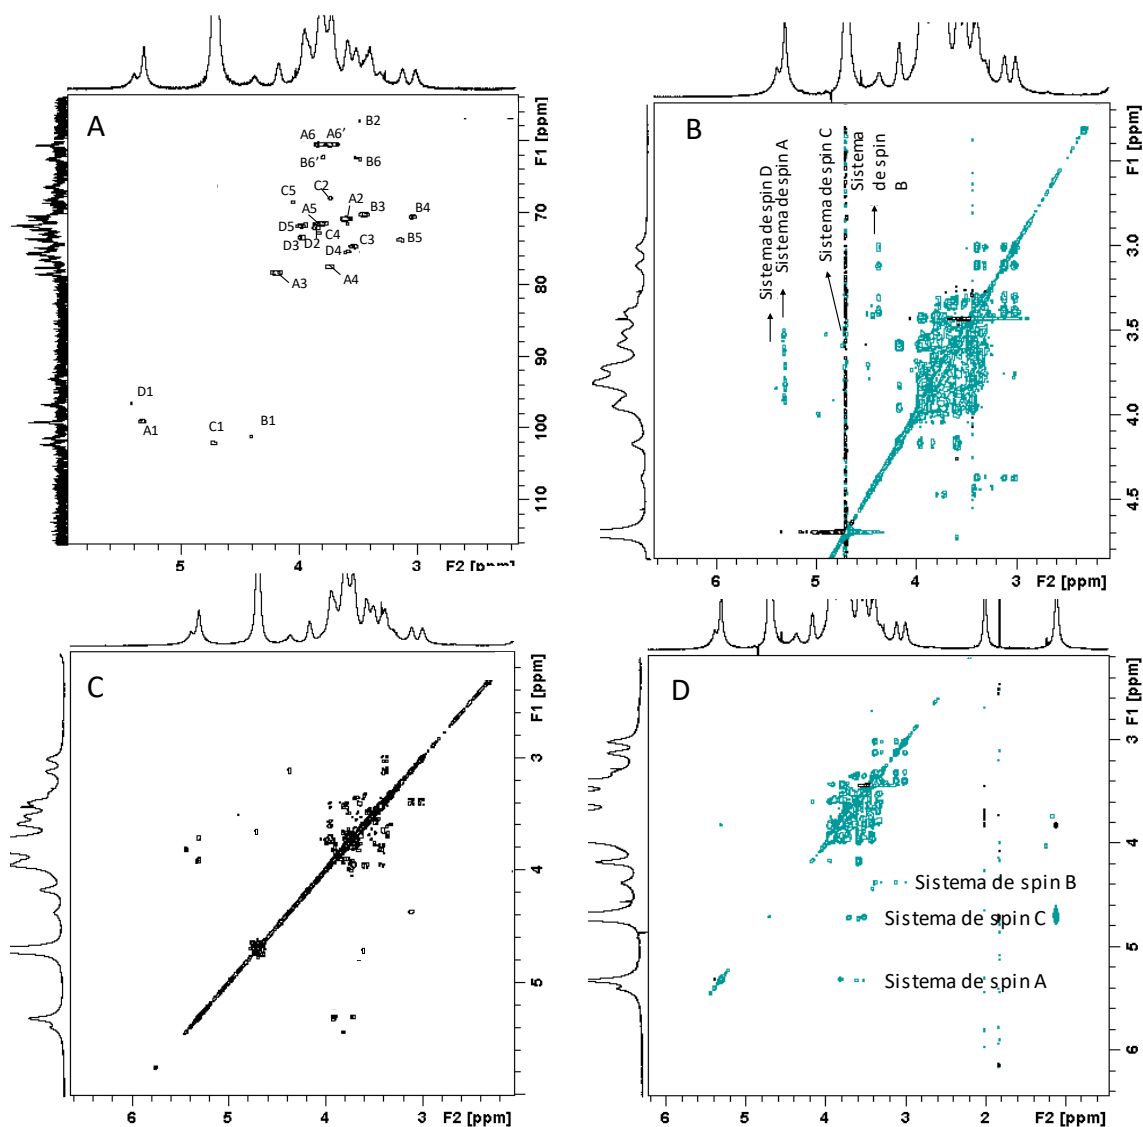 A
B2
A6 A6'
B6' B6
C5 C2
A5 A2 B3 B4
D5
D3 D2 C4 C3 B5
D4
A3 A4
D1
A1 C1 B1
70
80
90
100
110
F1 [ppm]
5 4 3
F2 [ppm]
B
Sistema de spin D
Sistema de spin A
Sistema de spin C
Sistema
de spin
B
3.0
3.5
4.0
4.5
F1 [ppm]
6 5 4 3 F2 [ppm]
C
3
4
5
F1 [ppm]
6 5 4 3 F2 [ppm]
D
Sistema de spin B
Sistema de spin C
Sistema de spin A
3
4
5
6
F1 [ppm]
6 5 4 3 2 F2 [ppm]